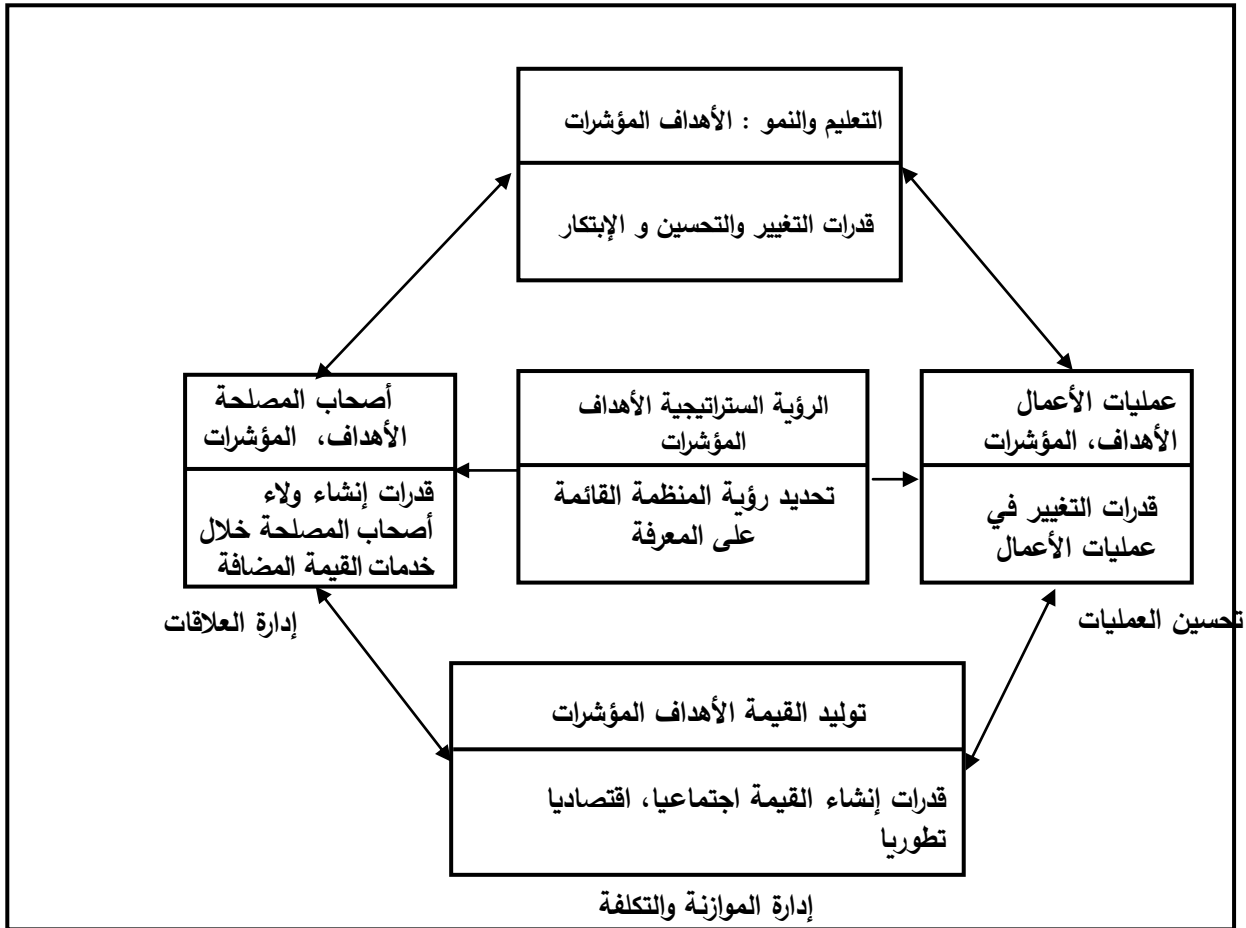 التعليم والنمو : الأهداف المؤشرات
قدرات التغيير والتحسين و الإبتكار
عمليات الأعمال
الأهداف، المؤشرات
قدرات التغيير في
عمليات الأعمال
تحسين العمليات
الرؤية الستراتيجية الأهداف
المؤشرات
تحديد رؤية المنظمة القائمة
على المعرفة
أصحاب المصلحة
الأهداف، المؤشرات
قدرات إنشاء ولاء
أصحاب المصلحة خلال
خدمات القيمة المضافة
إدارة العلاقات
توليد القيمة الأهداف المؤشرات
قدرات إنشاء القيمة اجتماعيا، اقتصاديا
تطوريا
إدارة الموازنة والتكلفة